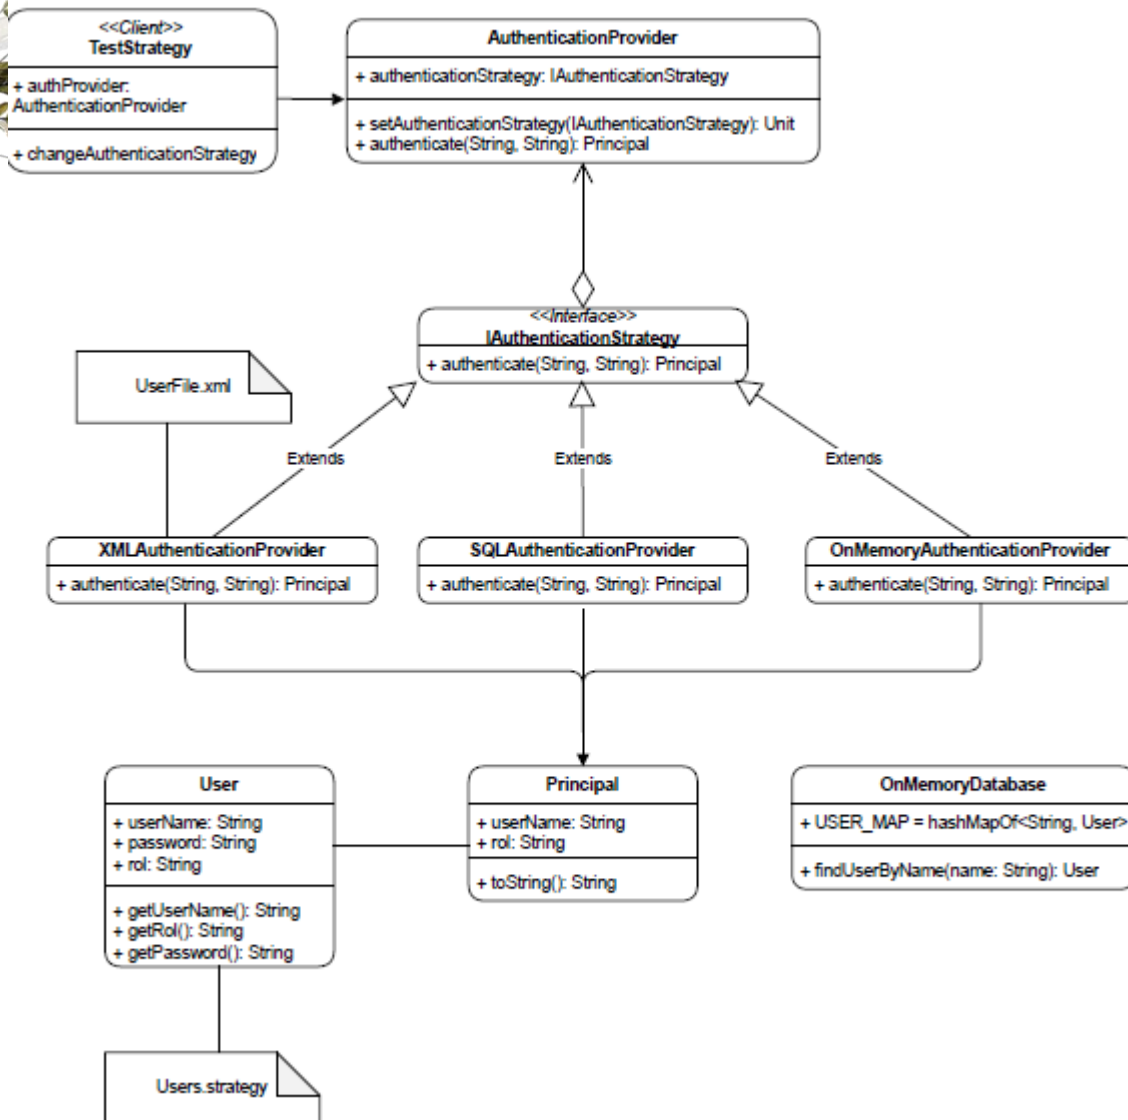 <<Client>>
TestStrategy
+ authProvider:
AuthenticationProvider
+ changeAuthenticationStrategy
AuthenticationProvider
+ authenticationStrategy: IAuthenticationStrategy
+ setAuthenticationStrategy(IAuthenticationStrategy): Unit
+ authenticate(String, String): Principal
<<Interface>>
IAuthenticationStrategy
+ authenticate(String, String): Principal
UserFile.xml
Extends
Extends
Extends
XMLAuthenticationProvider
+ authenticate(String, String): Principal
SQLAuthenticationProvider
+ authenticate(String, String): Principal
OnMemoryAuthenticationProvider
+ authenticate(String, String): Principal
User
+ userName: String
+ password: String
+ rol: String
+ getUserName(): String
+ getRol(): String
+ getPassword(): String
Principal
+ userName: String
+ rol: String
+ toString(): String
OnMemoryDatabase
+ USER_MAP = hashMapOf<String, User>
+ findUserByName(name: String): User
Users.strategy